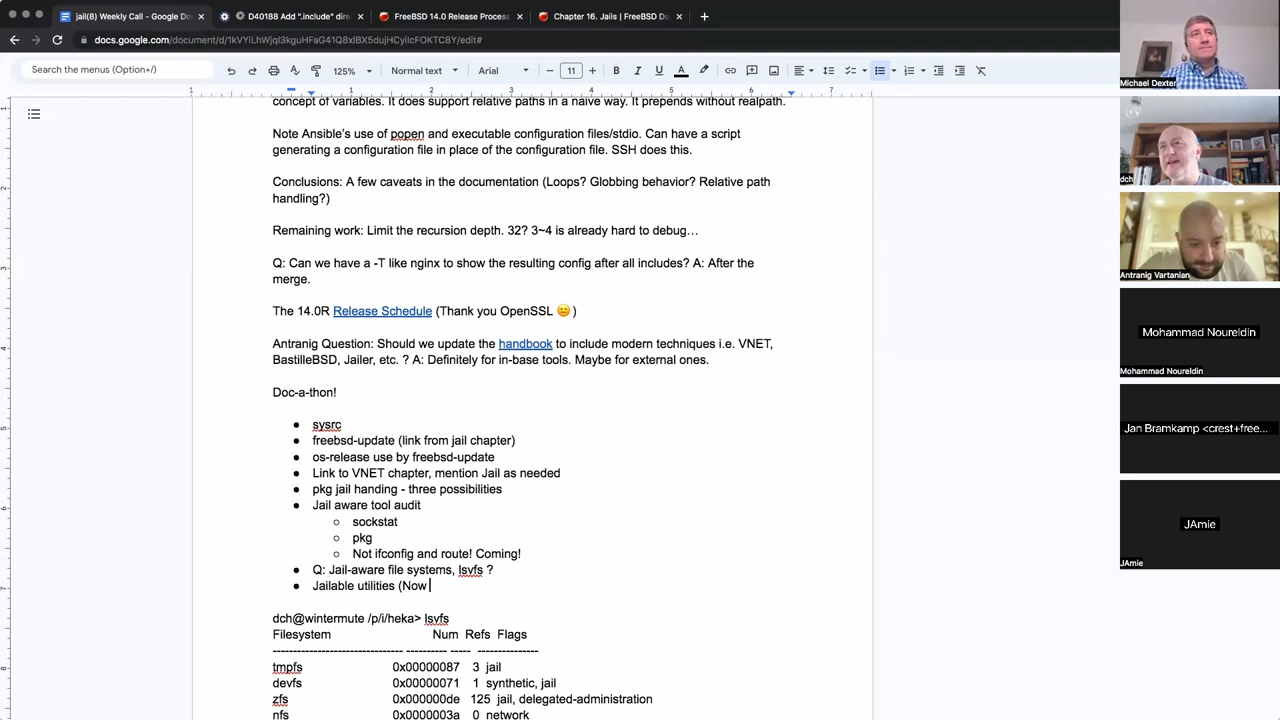 jail(8) Weekly Call - Google Do
D40188 Add ".include" dire
FreeBSD 14.0 Release Process
Chapter 16. Jails | FreeBSD Do
Search the menus (Option+/)
125%
Normal text
Arial
11
concept of variables. It does support relative paths in a naive way. It prepends without realpath.
Note Ansible's use of popen and executable configuration files/stdio. Can have a script
generating a configuration file in place of the configuration file. SSH does this.
Conclusions: A few caveats in the documentation (Loops? Globbing behavior? Relative path
handling?)
Remaining work: Limit the recursion depth. 32? 3~4 is already hard to debug…
Q: Can we have a -T like nginx to show the resulting config after all includes? A: After the
merge.
The 14.0R Release Schedule (Thank you OpenSSL 😐 )
Antranig Question: Should we update the handbook to include modern techniques i.e. VNET,
BastilleBSD, Jailer, etc. ? A: Definitely for in-base tools. Maybe for external ones.
Doc-a-thon!
● sysrc
● freebsd-update (link from jail chapter)
● os-release use by freebsd-update
● Link to VNET chapter, mention Jail as needed
● pkg jail handing - three possibilities
● Jail aware tool audit
○ sockstat
○ pkg
○ Not ifconfig and route! Coming!
● Q: Jail-aware file systems, lsvfs ?
● Jailable utilities (Now
dch@wintermute /p/i/heka> lsvfs
Filesystem Num Refs Flags
-------------------------------- ---------- ----- ---------------
tmpfs 0x00000087 3 jail
devfs 0x00000071 1 synthetic, jail
zfs 0x000000de 125 jail, delegated-administration
nfs 0x0000003a 0 network
Michael Dexter
dch
Antranig Vartanian
Mohammad Noureldin
Mohammad Noureldin
Jan Bramkamp <crest+free...
JAmie
JAmie